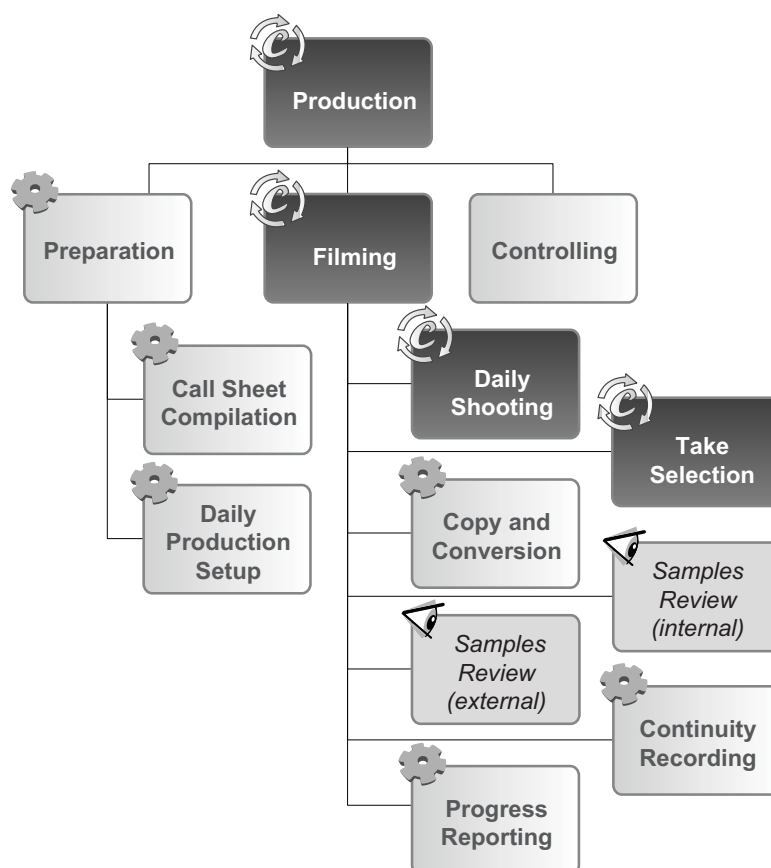 Production
Preparation
Filming
Controlling
Call Sheet
Compilation
Daily
Shooting
Take
Selection
Daily
Production
Setup
Copy and
Conversion
Samples
Review
(internal)
Samples
Review
(external)
Continuity
Recording
Progress
Reporting